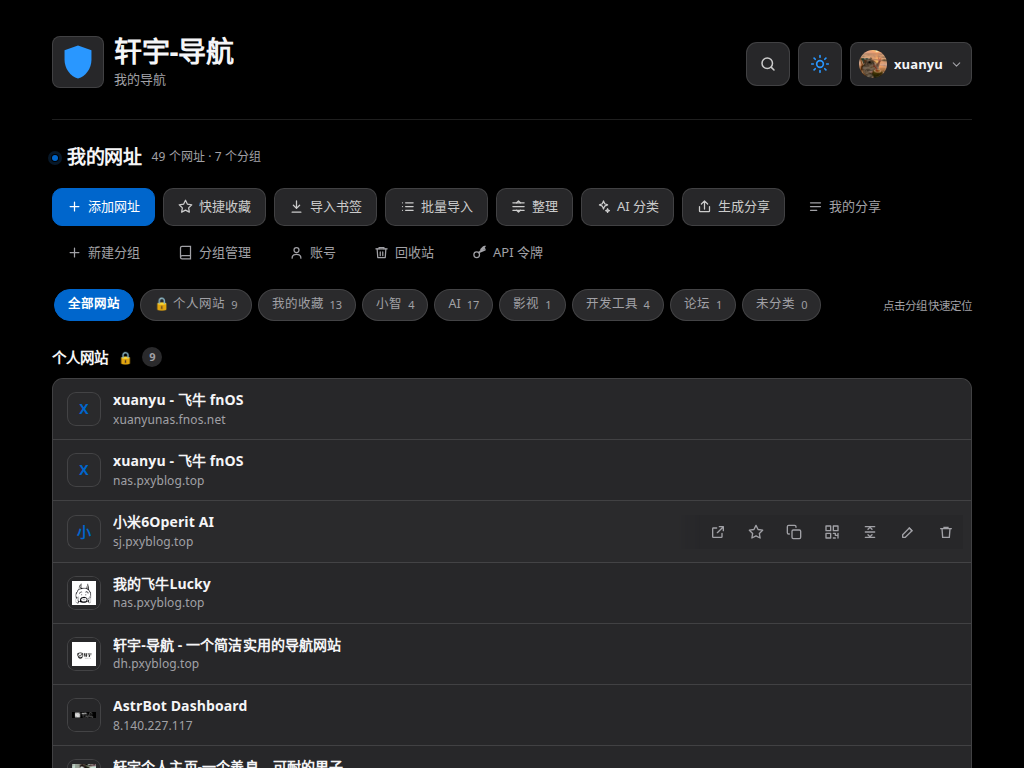 轩宇-导航
我的导航
xuanyu
我的网址 49 个网址 · 7 个分组
添加网址 快捷收藏 导入书签 批量导入 整理 AI 分类 生成分享 我的分享
新建分组 分组管理 账号 回收站 API 令牌
全部网站 🔒 个人网站 9 我的收藏 13 小智 4 AI 17 影视 1 开发工具 4 论坛 1 未分类 0 点击分组快速定位
个人网站 🔒 9
X
xuanyu - 飞牛 fnOS
xuanyunas.fnos.net
X
xuanyu - 飞牛 fnOS
nas.pxyblog.top
小
小米6Operit AI
sj.pxyblog.top
我的飞牛Lucky
nas.pxyblog.top
轩宇-导航 - 一个简洁实用的导航网站
dh.pxyblog.top
AstrBot Dashboard
8.140.227.117